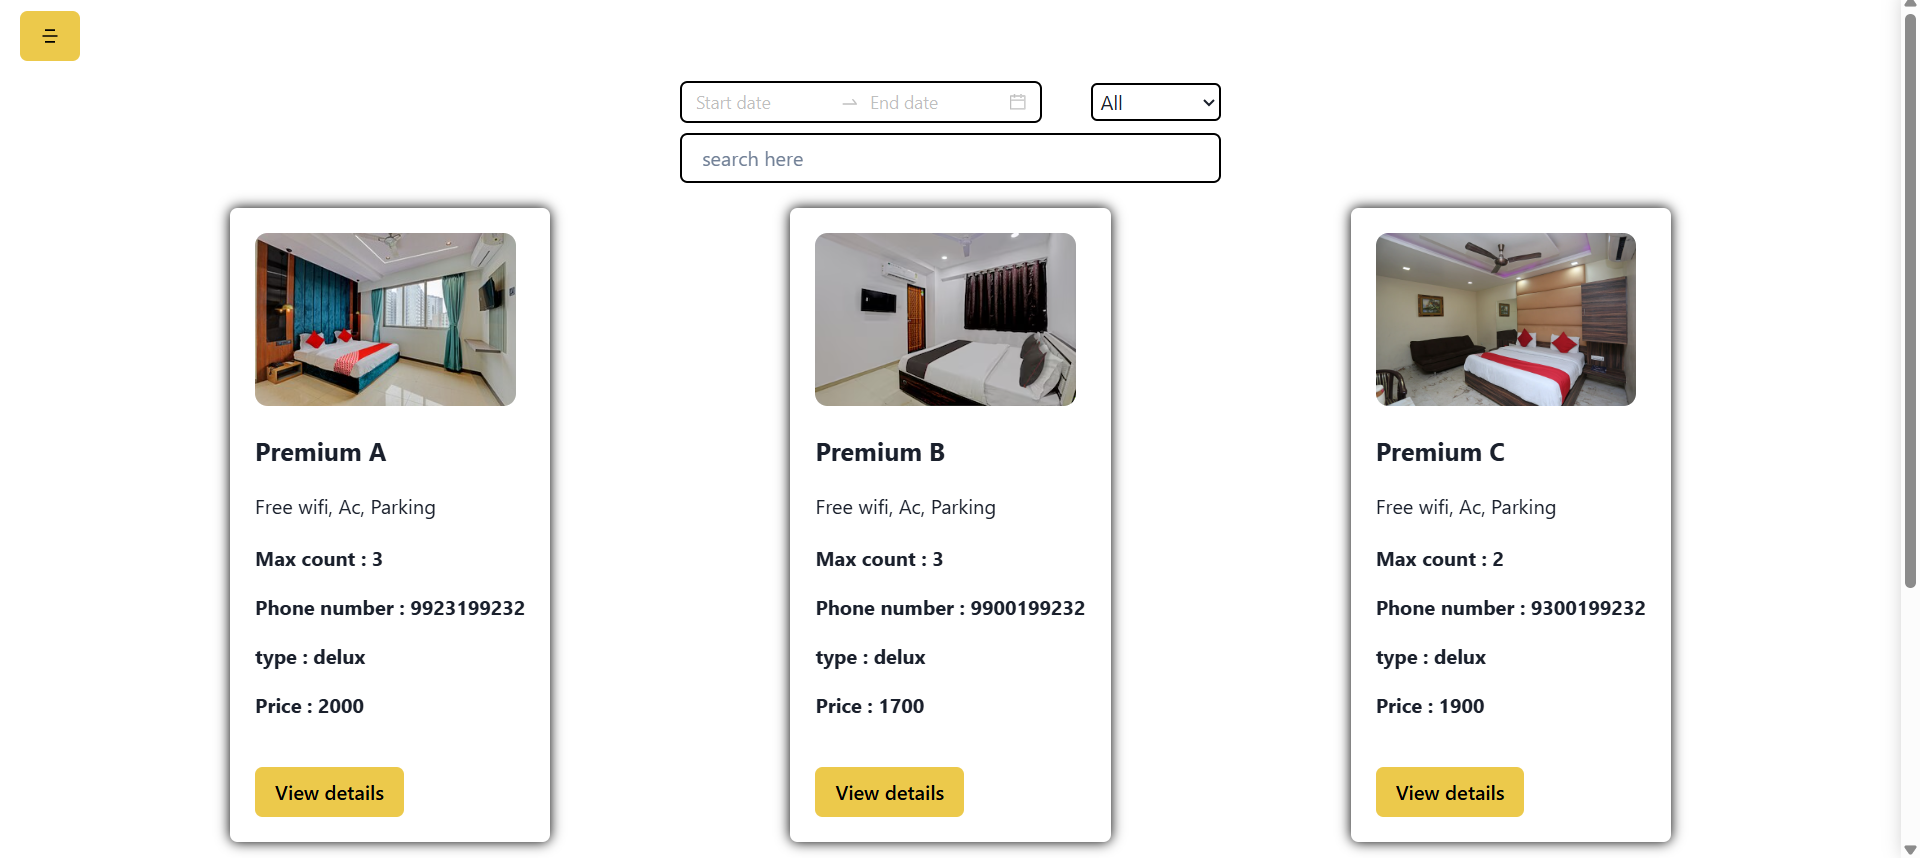 Start date End date All
search here
Premium A
Free wifi, Ac, Parking
Max count : 3
Phone number : 9923199232
type : delux
Price : 2000
View details
Premium B
Free wifi, Ac, Parking
Max count : 3
Phone number : 9900199232
type : delux
Price : 1700
View details
Premium C
Free wifi, Ac, Parking
Max count : 2
Phone number : 9300199232
type : delux
Price : 1900
View details